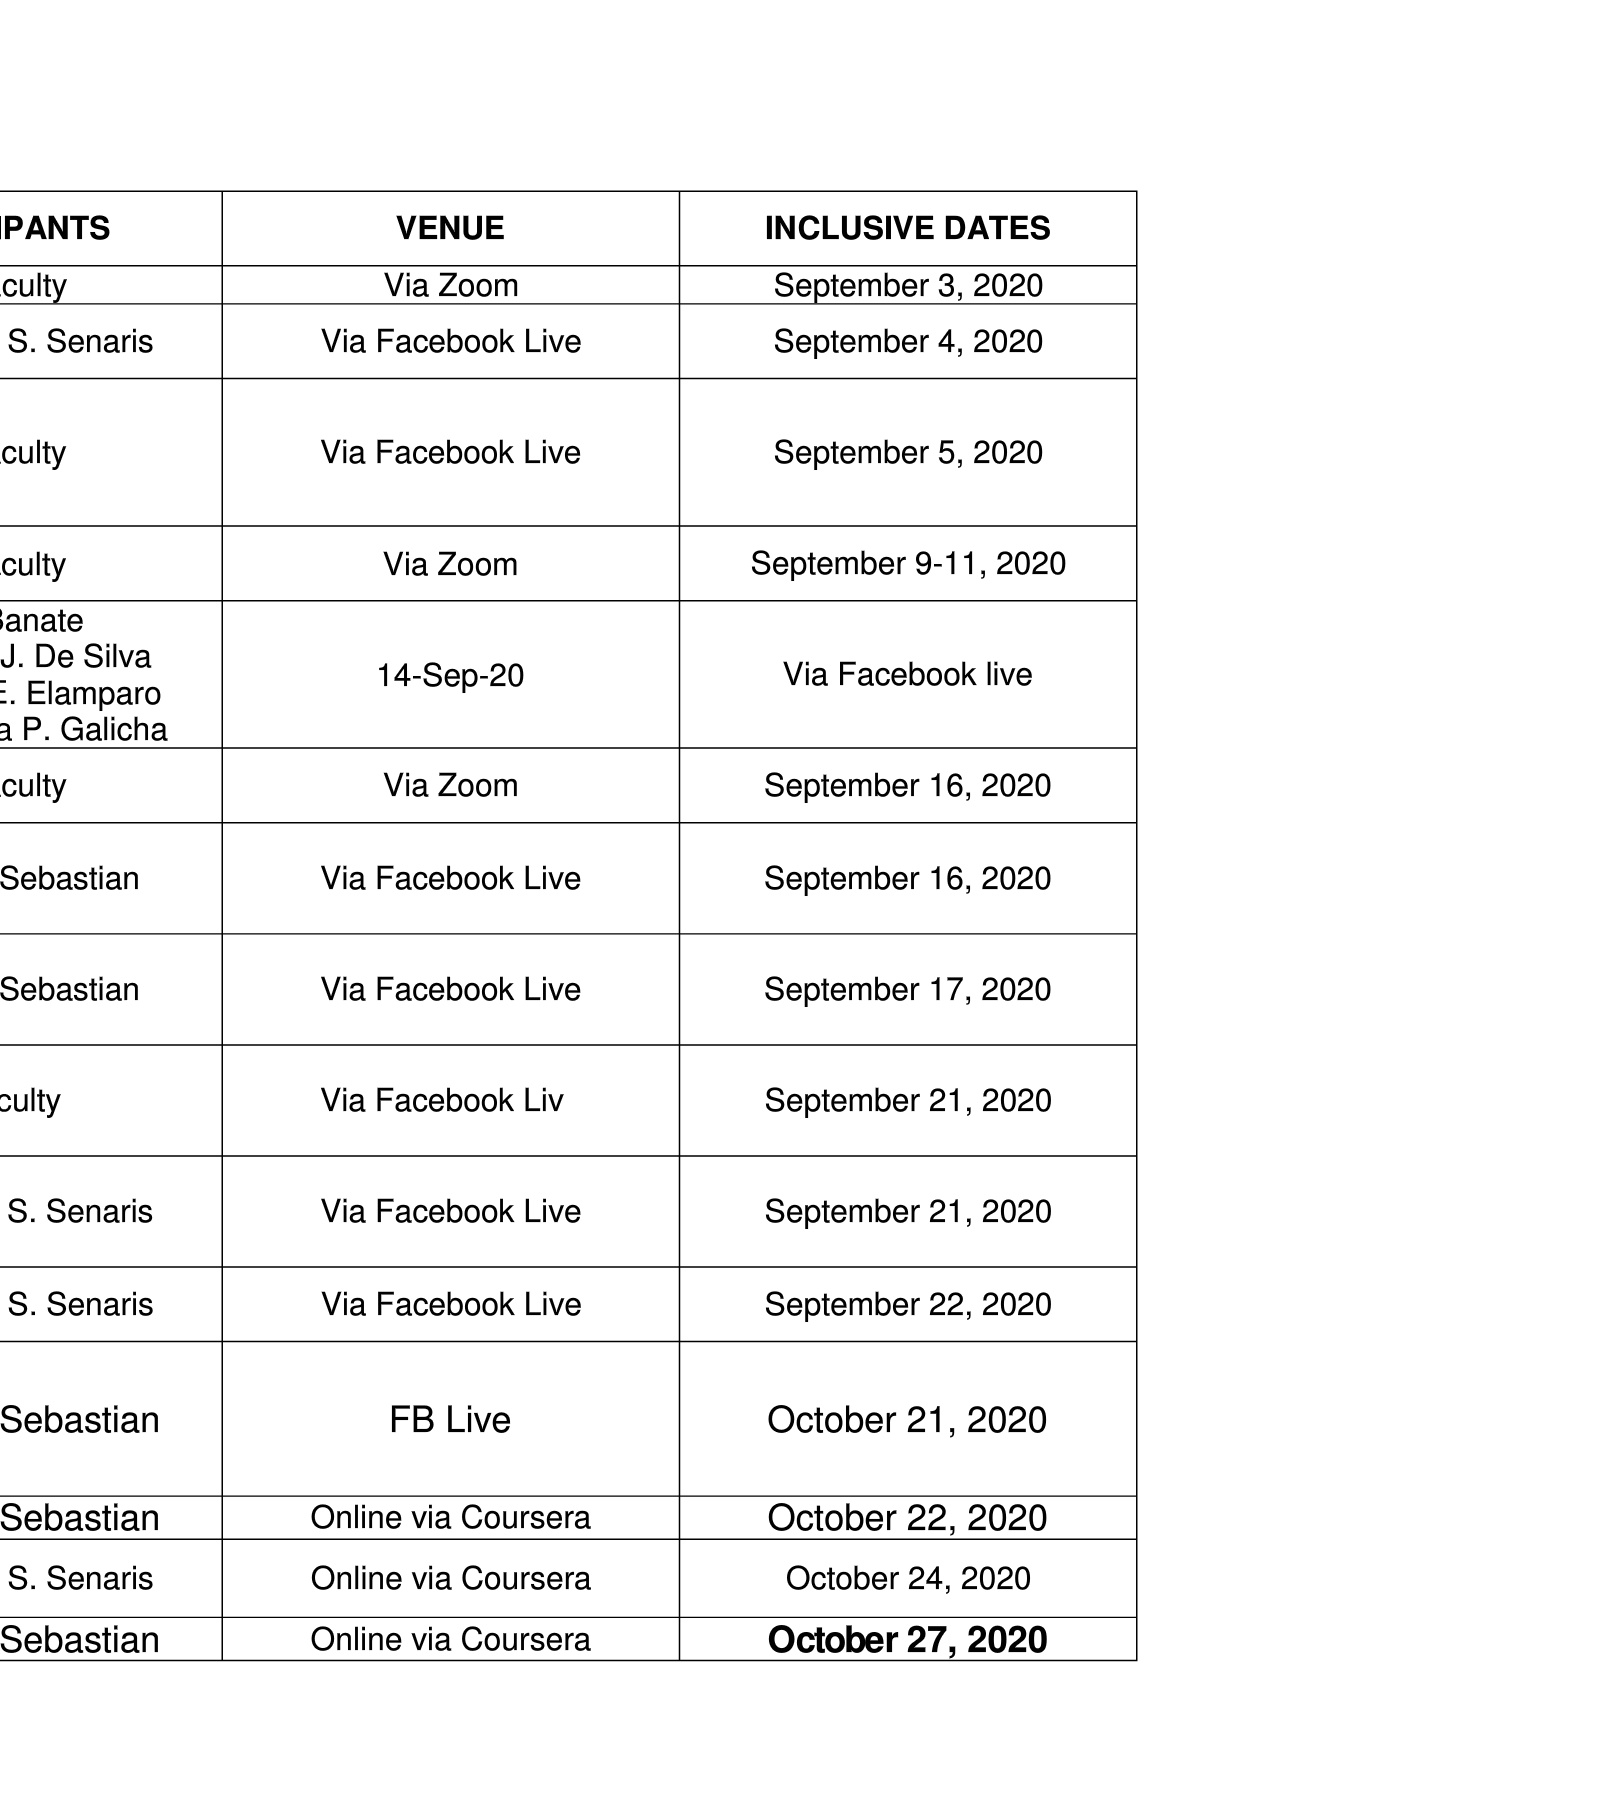 IPANTS VENUE INCLUSIVE DATES
culty Via Zoom September 3, 2020
S. Senaris Via Facebook Live September 4, 2020
culty Via Facebook Live September 5, 2020
culty Via Zoom September 9-11, 2020
Banate
J. De Silva
E. Elamparo
a P. Galicha
14-Sep-20 Via Facebook live
culty Via Zoom September 16, 2020
Sebastian Via Facebook Live September 16, 2020
Sebastian Via Facebook Live September 17, 2020
culty Via Facebook Liv September 21, 2020
S. Senaris Via Facebook Live September 21, 2020
S. Senaris Via Facebook Live September 22, 2020
Sebastian FB Live October 21, 2020
Sebastian Online via Coursera October 22, 2020
S. Senaris Online via Coursera October 24, 2020
Sebastian Online via Coursera October 27, 2020